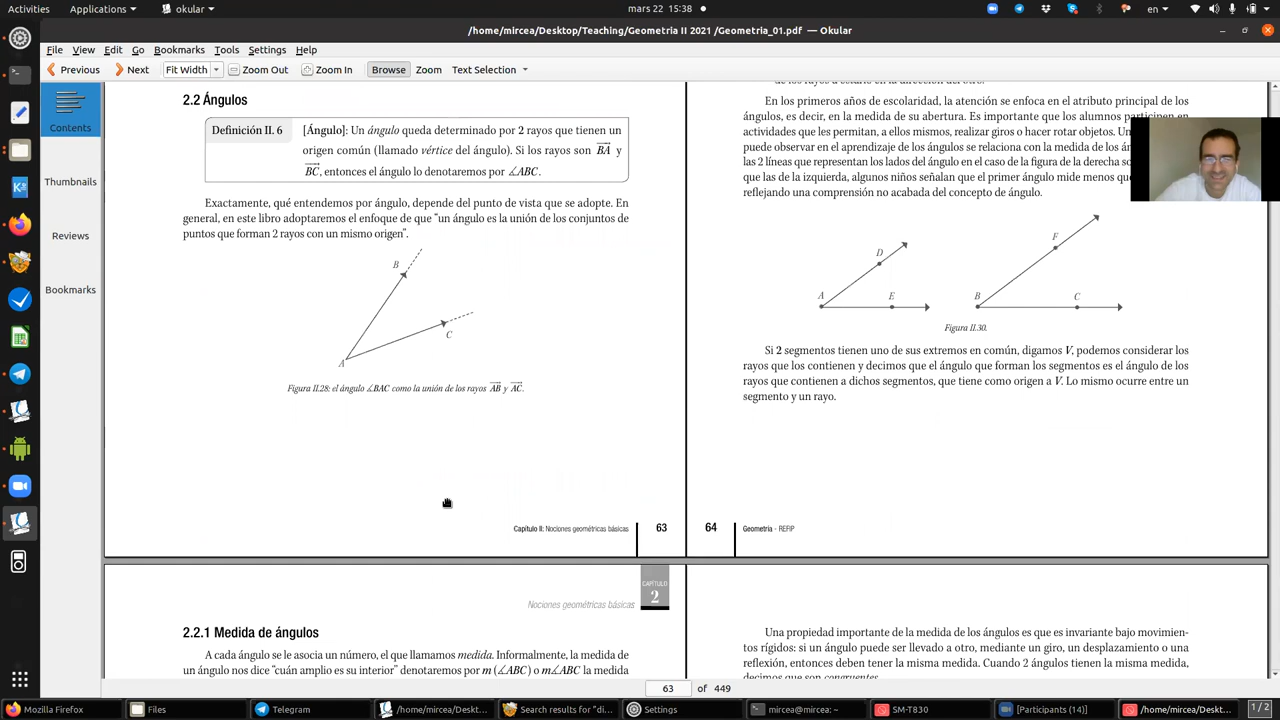 Activities
okular
mars 22 15:38
en
/home/mircea/Desktop/Teaching/Geometria II 2021 /Geometria_01.pdf — Okular
File View Edit Go Bookmarks Tools Settings Help
Previous Next Fit Width Zoom Out Zoom In Browse Zoom Text Selection
Contents
Thumbnails
Reviews
Bookmarks
2.2 Ángulos
Definición II. 6 [Ángulo]: Un ángulo queda determinado por 2 rayos que tienen un
origen común (llamado vértice del ángulo). Si los rayos son BA y
BC, entonces el ángulo lo denotaremos por ∠ABC.
Exactamente, qué entendemos por ángulo, depende del punto de vista que se adopte. En
general, en este libro adoptaremos el enfoque de que “un ángulo es la unión de los conjuntos de
puntos que forman 2 rayos con un mismo origen”.
B
C
A
Figura II.28: el ángulo ∠BAC como la unión de los rayos AB y AC.
Capítulo II: Nociones geométricas básicas 63
En los primeros años de escolaridad, la atención se enfoca en el atributo principal de los
ángulos, es decir, en la medida de su abertura. Es importante que los alumnos participen en
actividades que les permitan, a ellos mismos, realizar giros o hacer rotar objetos. Un
puede observar en el aprendizaje de los ángulos se relaciona con la medida de los
las 2 líneas que representan los lados del ángulo en el caso de la figura de la derecha
que las de la izquierda, algunos niños señalan que el primer ángulo mide menos
reflejando una comprensión no acabada del concepto de ángulo.
D
A
E
F
B
C
Figura II.30.
Si 2 segmentos tienen uno de sus extremos en común, digamos V, podemos considerar los
rayos que los contienen y decimos que el ángulo que forman los segmentos es el ángulo de los
rayos que contienen a dichos segmentos, que tiene como origen a V. Lo mismo ocurre entre un
segmento y un rayo.
64 Geometría - REFIP
CAPÍTULO
2
Nociones geométricas básicas
2.2.1 Medida de ángulos
A cada ángulo se le asocia un número, el que llamamos medida. Informalmente, la medida de
un ángulo nos dice “cuán amplio es su interior” denotaremos por m (∠ABC) o m∠ABC la medida
Una propiedad importante de la medida de los ángulos es que es invariante bajo movimien-
tos rígidos: si un ángulo puede ser llevado a otro, mediante un giro, un desplazamiento o una
reflexión, entonces deben tener la misma medida. Cuando 2 ángulos tienen la misma medida,
decimos que son congruentes.
63 of 449
Mozilla Firefox
Files
Telegram
/home/mircea/Deskt...
Search results for "di...
Settings
mircea@mircea: ~
SM-T830
[Participants (14)]
/home/mircea/Des...
1 / 2